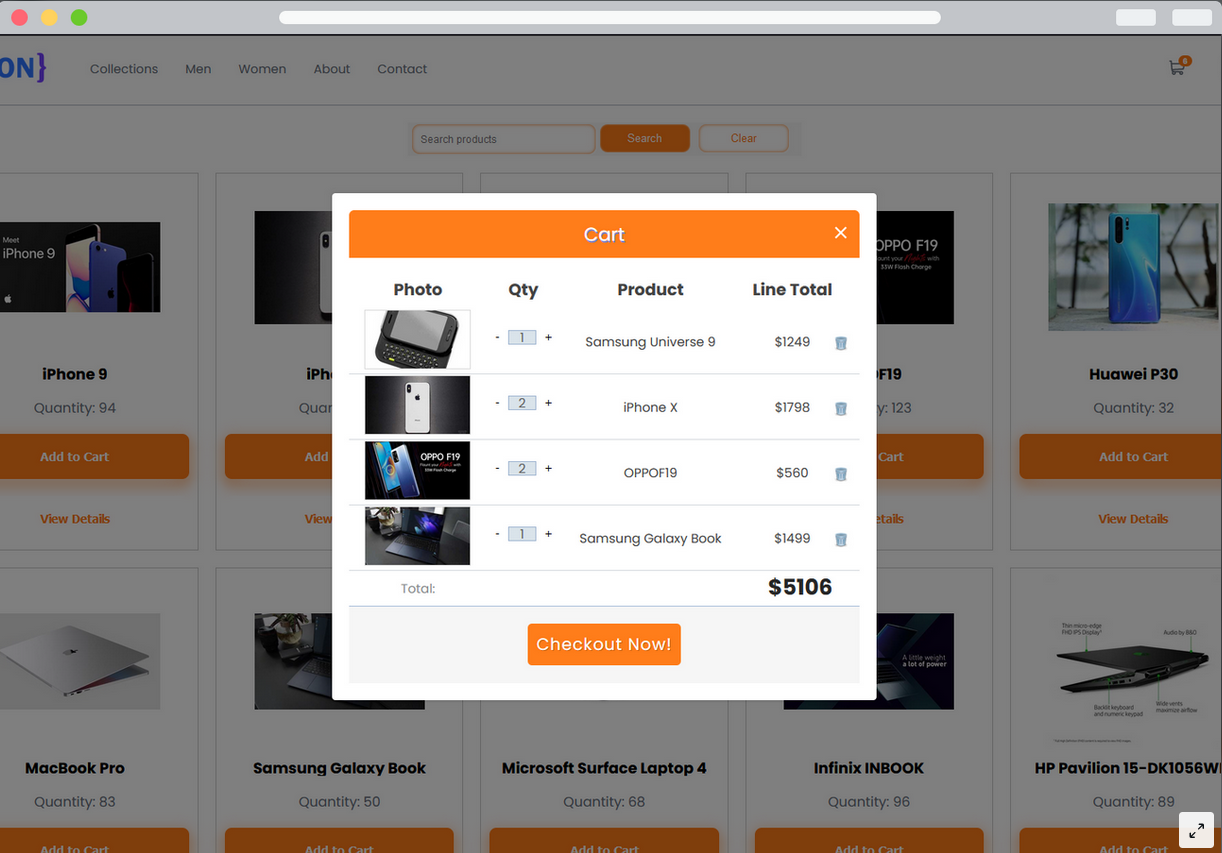 ON}
Collections Men Women About Contact
6
Search products Search Clear
Cart ×
Photo Qty Product Line Total
- 1 + Samsung Universe 9 $1249
- 2 + iPhone X $1798
OPPO F19
- 2 + OPPOF19 $560
- 1 + Samsung Galaxy Book $1499
Total: $5106
Checkout Now!
Meet
iPhone 9
OPPO F19
33W Flash Charge
iPhone 9 iPh F19 Huawei P30
Quantity: 94 Quan y: 123 Quantity: 32
Add to Cart Add Cart Add to Cart
View Details View etails View Details
A little weight
a lot of power
Thin micro-edge
FHD IPS Display¹
Audio by B&O
Backlit keyboard
and numeric keypad
Wide vents
maximize airflow
MacBook Pro Samsung Galaxy Book Microsoft Surface Laptop 4 Infinix INBOOK HP Pavilion 15-DK1056W
Quantity: 83 Quantity: 50 Quantity: 68 Quantity: 96 Quantity: 89
Add to Cart Add to Cart Add to Cart Add to Cart Add to Cart